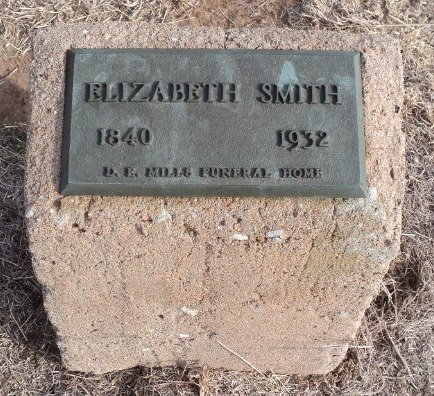 ELIZABETH SMITH
1840 1932
D. E. MILLS FUNERAL HOME